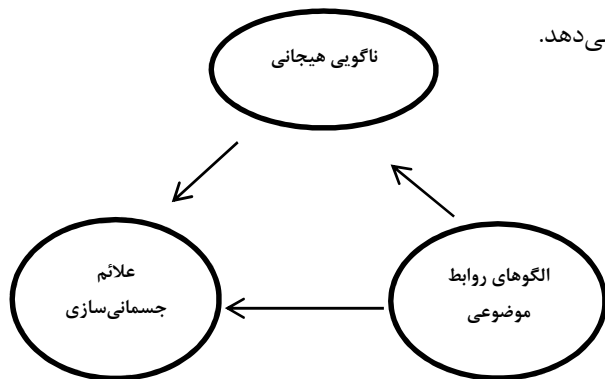 ی‌دهد.
ناگویی هیجانی
الگوهای روابط
موضوعی
علائم
جسمانی‌سازی